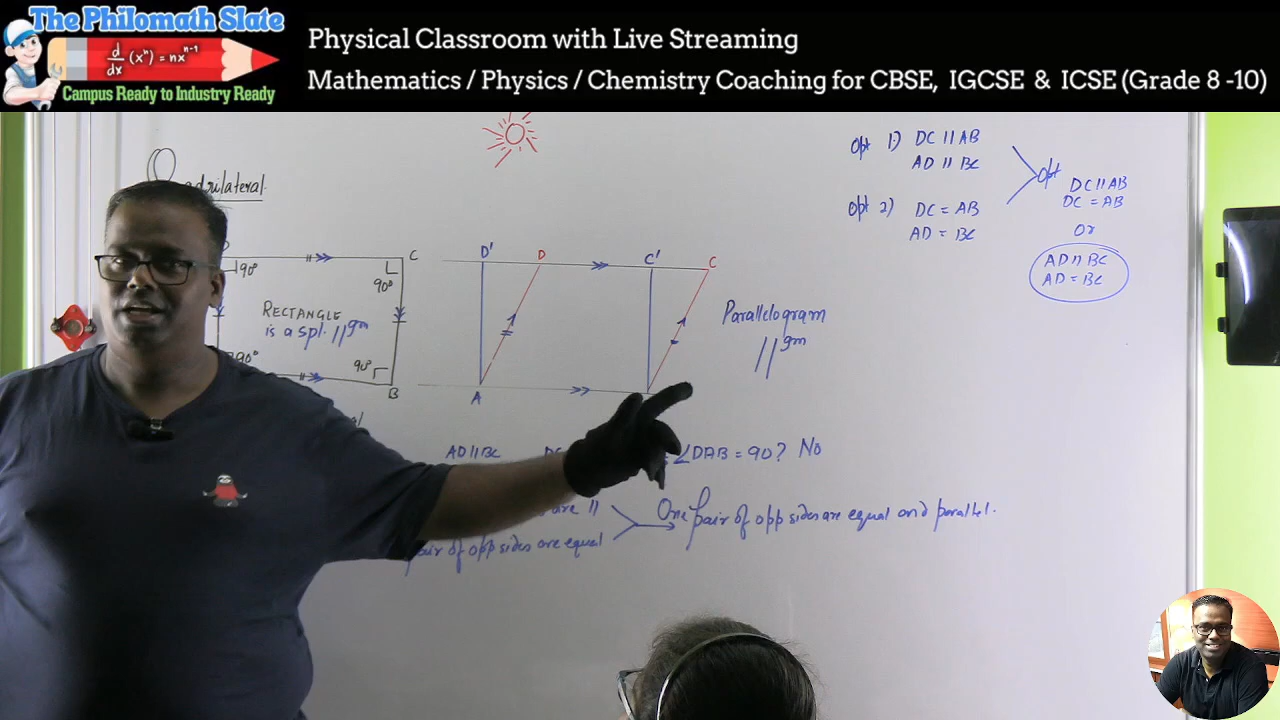 The Philomath Slate
d/dx (xⁿ) = nxⁿ⁻¹
Campus Ready to Industry Ready
Physical Classroom with Live Streaming
Mathematics / Physics / Chemistry Coaching for CBSE, IGCSE & ICSE (Grade 8 -10)
C
90°
90°
RECTANGLE
is a spl. //gm
90°
90°
B
D'
D
C'
C
A
Parallelogram
//gm
AD // BC
∠DAB = 90? No
are //
pair of opp sides are equal
One pair of opp sides are equal and parallel.
Opt 1) DC // AB
AD // BC
Opt 2) DC = AB
AD = BC
Opt
DC // AB
DC = AB
or
AD // BC
AD = BC